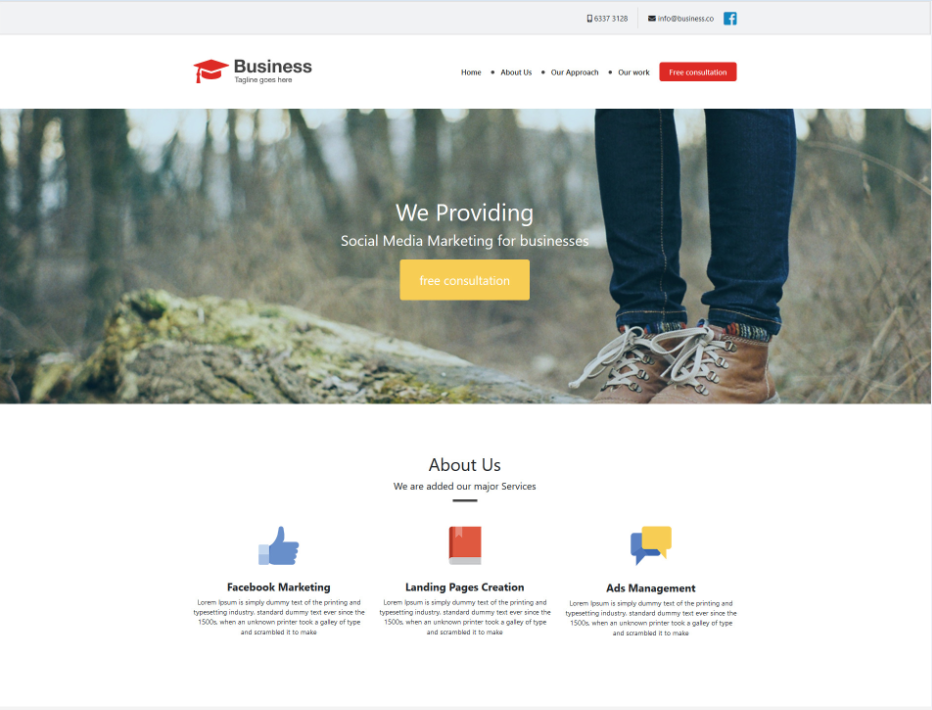 6337 3128
info@business.co
Business
Tagline goes here
Home
About Us
Our Approach
Our work
Free consultation
We Providing
Social Media Marketing for businesses
free consultation
About Us
We are added our major Services
Facebook Marketing
Lorem Ipsum is simply dummy text of the printing and
typesetting industry. standard dummy text ever since the
1500s, when an unknown printer took a galley of type
and scrambled it to make
Landing Pages Creation
Lorem Ipsum is simply dummy text of the printing and
typesetting industry. standard dummy text ever since the
1500s, when an unknown printer took a galley of type
and scrambled it to make
Ads Management
Lorem Ipsum is simply dummy text of the printing and
typesetting industry. standard dummy text ever since the
1500s, when an unknown printer took a galley of type
and scrambled it to make